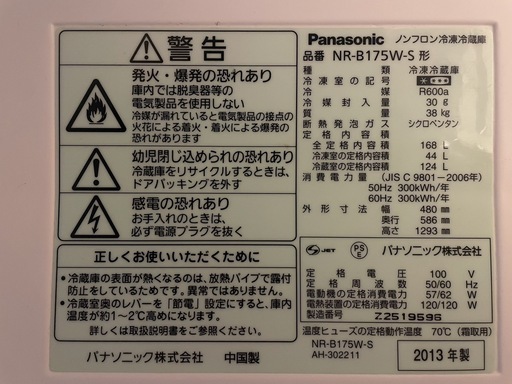 警告
発火・爆発の恐れあり
庫内では脱臭器等の
電気製品を使用しない
冷媒が漏れていると電気製品の接点の
火花による着火・着火による爆発の
恐れがあります
幼児閉じ込められの恐れあり
冷蔵庫をリサイクルするときは、
ドアパッキングを外す
感電の恐れあり
お手入れのときは、
必ず電源プラグを抜く
正しくお使いいただくために
・冷蔵庫の表面が熱くなるのは、放熱パイプで露付
防止をしているためです。異常ではありません。
・冷蔵室奥のレバーを「節電」設定にすると、庫内
温度が約1～2℃高めになります。
詳しくは取扱説明書をご参照ください。
パナソニック株式会社 中国製
Panasonic ノンフロン冷凍冷蔵庫
品番 NR-B175W-S 形
種類 冷凍冷蔵庫
冷凍室の記号
冷媒 R600a
冷媒封入量 30g
質量 38kg
断熱発泡ガス シクロペンタン
定格内容積
全定格内容積 168 L
冷凍室の定格内容積 44 L
冷蔵室の定格内容積 124 L
消費電力量 (JIS C 9801-2006年)
50Hz 300kWh/年
60Hz 300kWh/年
外形寸法 幅 480 mm
奥行 586 mm
高さ 1293 mm
S JET PS E パナソニック株式会社
定格電圧 100 V
定格周波数 50/60 Hz
電動機の定格消費電力 57/62 W
電熱装置の定格消費電力 120/120 W
製造番号 Z2519596
温度ヒューズの定格動作温度 70℃(霜取用)
NR-B175W-S
AH-302211
2013 年製